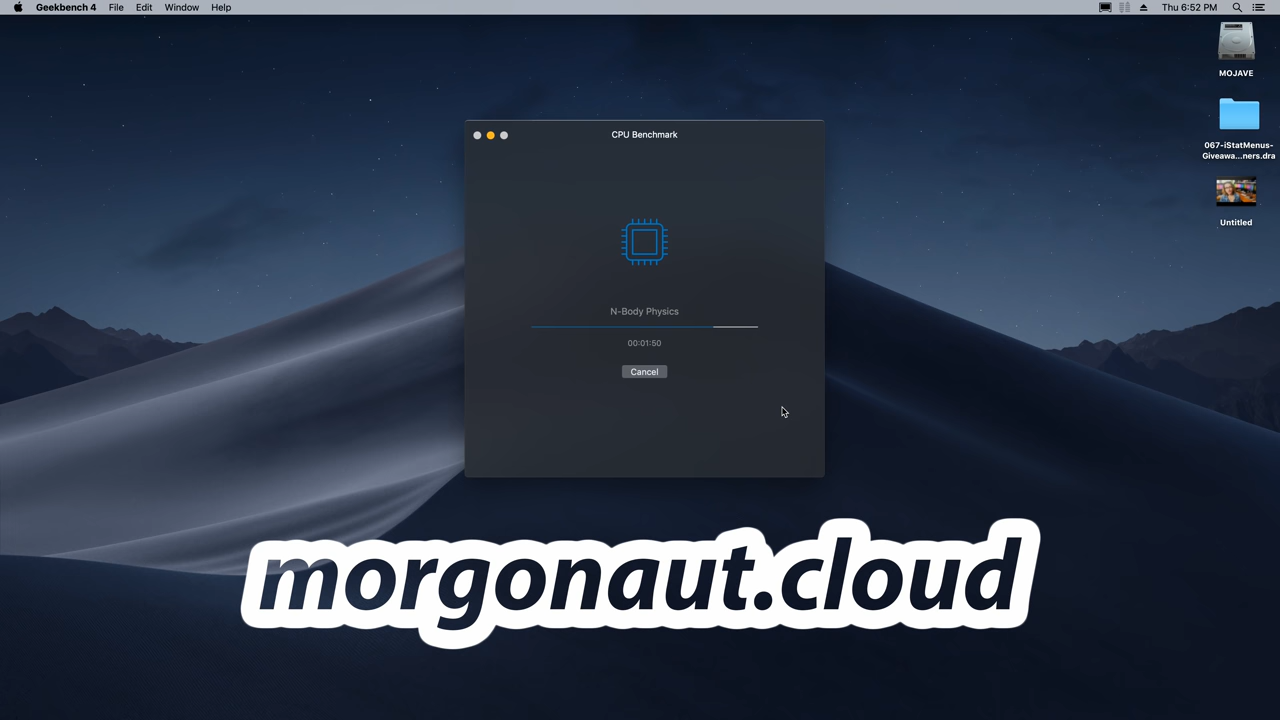 Geekbench 4 File Edit Window Help Thu 6:52 PM
MOJAVE
067-iStatMenus-
Giveawa...ners.dra
Untitled
CPU Benchmark
N-Body Physics
00:01:50
Cancel
morgonaut.cloud